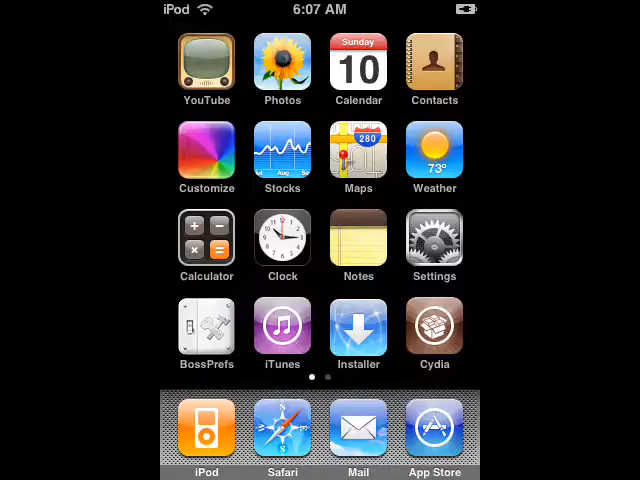 iPod 6:07 AM
Sunday
10
280
73°
YouTube Photos Calendar Contacts
Customize Stocks Maps Weather
Calculator Clock Notes Settings
BossPrefs iTunes Installer Cydia
iPod Safari Mail App Store